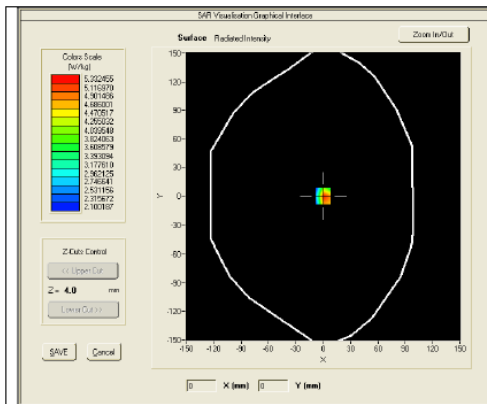 SAR Visualisation Graphical Interface
Surface Radiated Intensity
Zoom In/Out
Colors Scale
(W/kg)
5.332455
5.116970
4.901486
4.686001
4.470517
4.255032
4.039548
3.824063
3.608579
3.393094
3.177610
2.962125
2.746641
2.531156
2.315672
2.100187
150
120
90
60
30
0
-30
-60
-90
-120
-150
Y
-150 -120 -90 -60 -30 0 30 60 90 120 150
X
Z-Cuts Control
<< Upper Cut
Z = 4.0 mm
Lower Cut >>
SAVE Cancel
0 X (mm) 0 Y (mm)